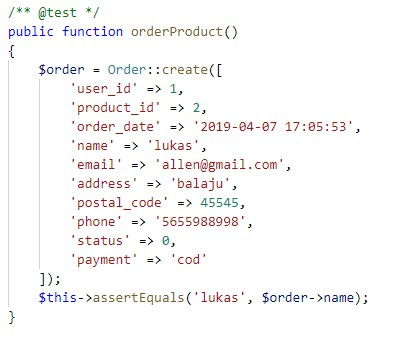 /** @test */
public function orderProduct()
{
    $order = Order::create([
        'user_id' => 1,
        'product_id' => 2,
        'order_date' => '2019-04-07 17:05:53',
        'name' => 'lukas',
        'email' => 'allen@gmail.com',
        'address' => 'balaju',
        'postal_code' => 45545,
        'phone' => '5655988998',
        'status' => 0,
        'payment' => 'cod'
    ]);
    $this->assertEquals('lukas', $order->name);
}